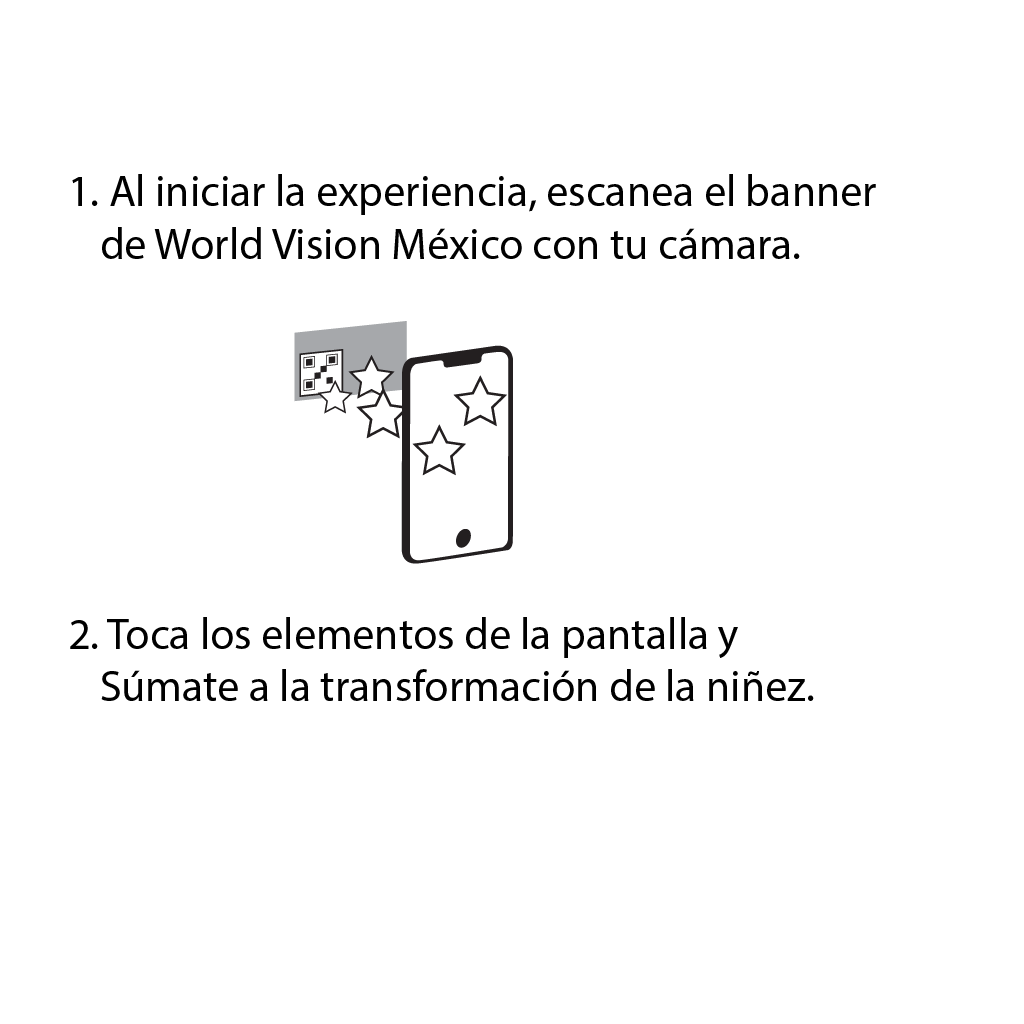 1. Al iniciar la experiencia, escanea el banner
de World Vision México con tu cámara.
2. Toca los elementos de la pantalla y
Súmate a la transformación de la niñez.